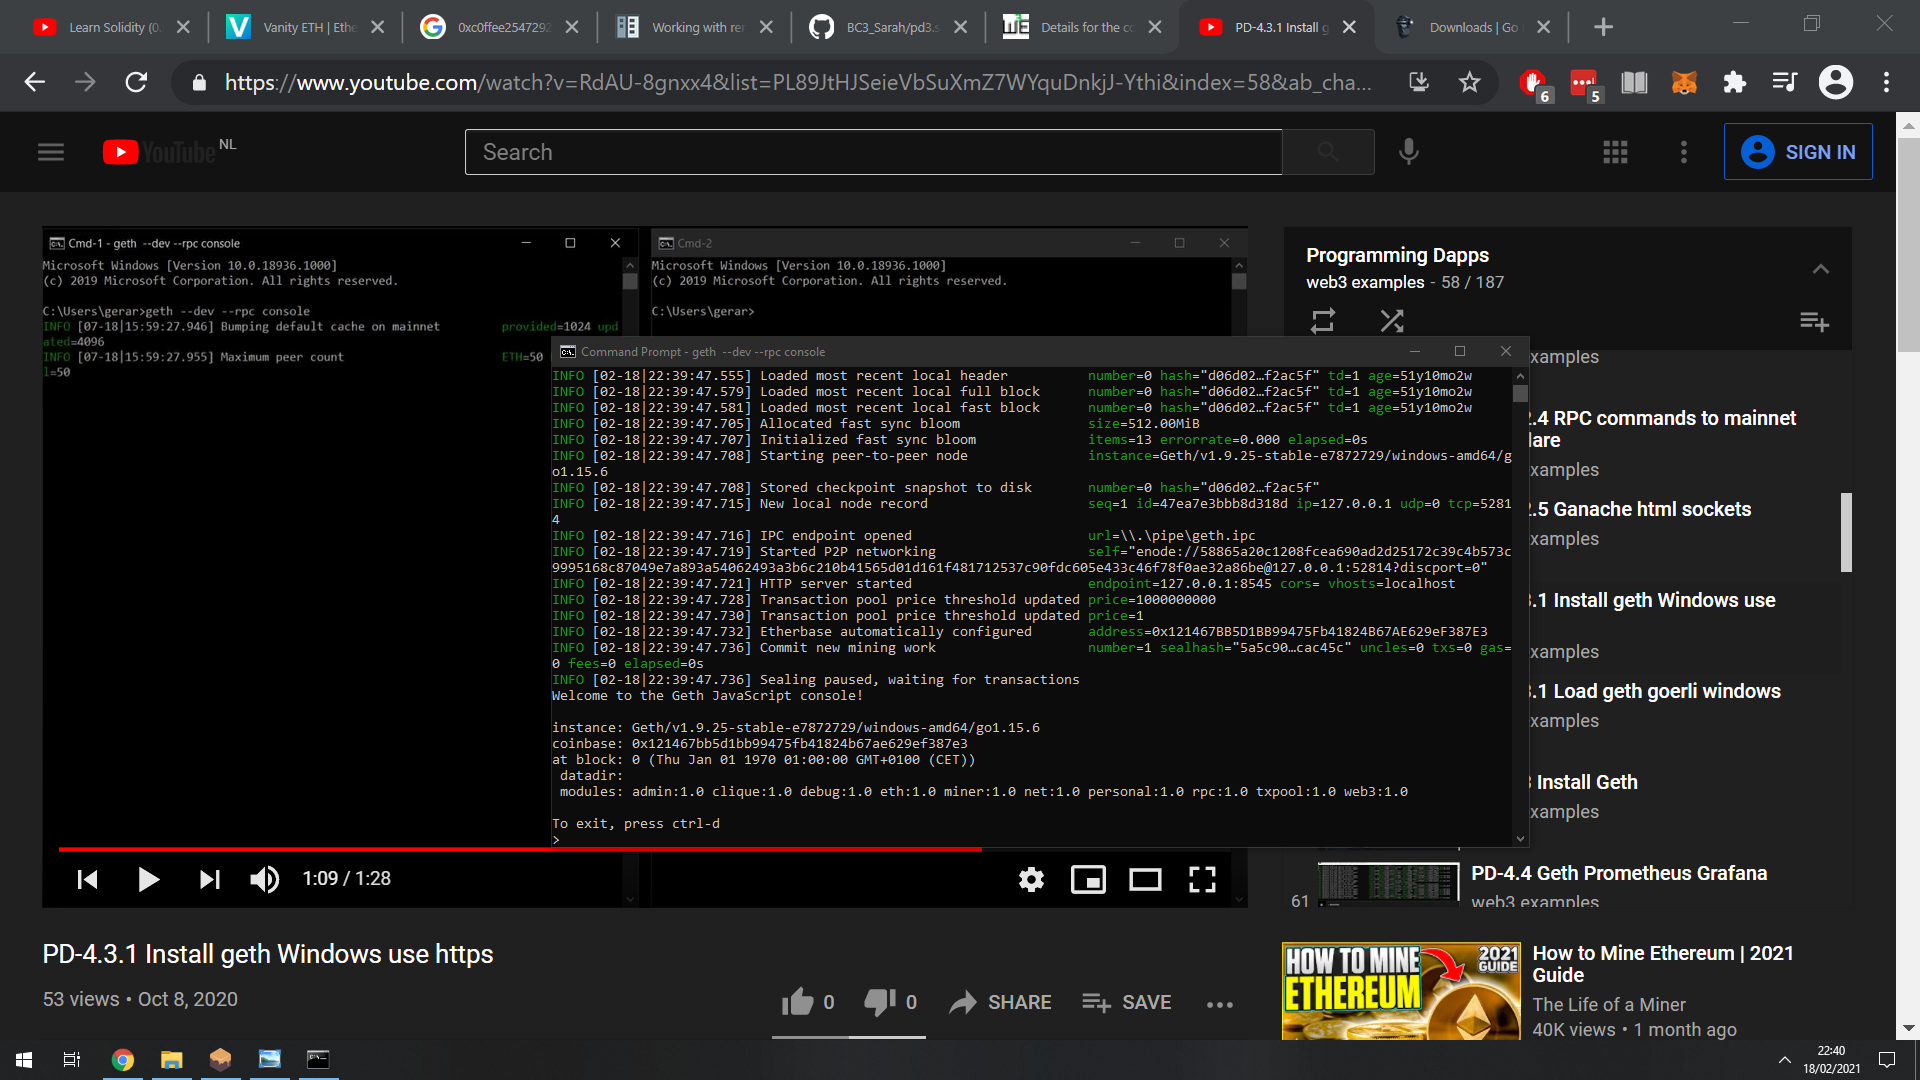 Learn Solidity (0.
Vanity ETH | Ethe
0xc0ffee2547292
Working with rem
BC3_Sarah/pd3.s
Details for the co
PD-4.3.1 Install g
Downloads | Go
https://www.youtube.com/watch?v=RdAU-8gnxx4&list=PL89JtHJSeieVbSuXmZ7WYquDnkjJ-Ythi&index=58&ab_cha...
6
5
YouTube NL
Search
SIGN IN
Cmd-1 - geth --dev --rpc console
Microsoft Windows [Version 10.0.18936.1000]
(c) 2019 Microsoft Corporation. All rights reserved.
C:\Users\gerar>geth --dev --rpc console
INFO [07-18|15:59:27.946] Bumping default cache on mainnet provided=1024 upd
ated=4096
INFO [07-18|15:59:27.955] Maximum peer count ETH=50
l=50
Cmd-2
Microsoft Windows [Version 10.0.18936.1000]
(c) 2019 Microsoft Corporation. All rights reserved.
C:\Users\gerar>
Command Prompt - geth --dev --rpc console
INFO [02-18|22:39:47.555] Loaded most recent local header number=0 hash="d06d02…f2ac5f" td=1 age=51y10mo2w
INFO [02-18|22:39:47.579] Loaded most recent local full block number=0 hash="d06d02…f2ac5f" td=1 age=51y10mo2w
INFO [02-18|22:39:47.581] Loaded most recent local fast block number=0 hash="d06d02…f2ac5f" td=1 age=51y10mo2w
INFO [02-18|22:39:47.705] Allocated fast sync bloom size=512.00MiB
INFO [02-18|22:39:47.707] Initialized fast sync bloom items=13 errorrate=0.000 elapsed=0s
INFO [02-18|22:39:47.708] Starting peer-to-peer node instance=Geth/v1.9.25-stable-e7872729/windows-amd64/g
o1.15.6
INFO [02-18|22:39:47.708] Stored checkpoint snapshot to disk number=0 hash="d06d02…f2ac5f"
INFO [02-18|22:39:47.715] New local node record seq=1 id=47ea7e3bbb8d318d ip=127.0.0.1 udp=0 tcp=5281
4
INFO [02-18|22:39:47.716] IPC endpoint opened url=\\.\pipe\geth.ipc
INFO [02-18|22:39:47.719] Started P2P networking self="enode://58865a20c1208fcea690ad2d25172c39c4b573c
9995168c87049e7a893a54062493a3b6c210b41565d01d161f481712537c90fdc605e433c46f78f0ae32a86be@127.0.0.1:52814?discport=0"
INFO [02-18|22:39:47.721] HTTP server started endpoint=127.0.0.1:8545 cors= vhosts=localhost
INFO [02-18|22:39:47.728] Transaction pool price threshold updated price=1000000000
INFO [02-18|22:39:47.730] Transaction pool price threshold updated price=1
INFO [02-18|22:39:47.732] Etherbase automatically configured address=0x121467BB5D1BB99475Fb41824B67AE629eF387E3
INFO [02-18|22:39:47.736] Commit new mining work number=1 sealhash="5a5c90…cac45c" uncles=0 txs=0 gas=
0 fees=0 elapsed=0s
INFO [02-18|22:39:47.736] Sealing paused, waiting for transactions
Welcome to the Geth JavaScript console!
instance: Geth/v1.9.25-stable-e7872729/windows-amd64/go1.15.6
coinbase: 0x121467bb5d1bb99475fb41824b67ae629ef387e3
at block: 0 (Thu Jan 01 1970 01:00:00 GMT+0100 (CET))
datadir:
modules: admin:1.0 clique:1.0 debug:1.0 eth:1.0 miner:1.0 net:1.0 personal:1.0 rpc:1.0 txpool:1.0 web3:1.0
To exit, press ctrl-d
>
1:09 / 1:28
PD-4.3.1 Install geth Windows use https
53 views • Oct 8, 2020
0
0
SHARE
SAVE
Programming Dapps
web3 examples - 58 / 187
xamples
.4 RPC commands to mainnet
lare
xamples
.5 Ganache html sockets
xamples
.1 Install geth Windows use
xamples
.1 Load geth goerli windows
xamples
Install Geth
xamples
61
PD-4.4 Geth Prometheus Grafana
web3 examples
HOW TO MINE
ETHEREUM
2021
GUIDE
How to Mine Ethereum | 2021
Guide
The Life of a Miner
40K views • 1 month ago
22:40
18/02/2021